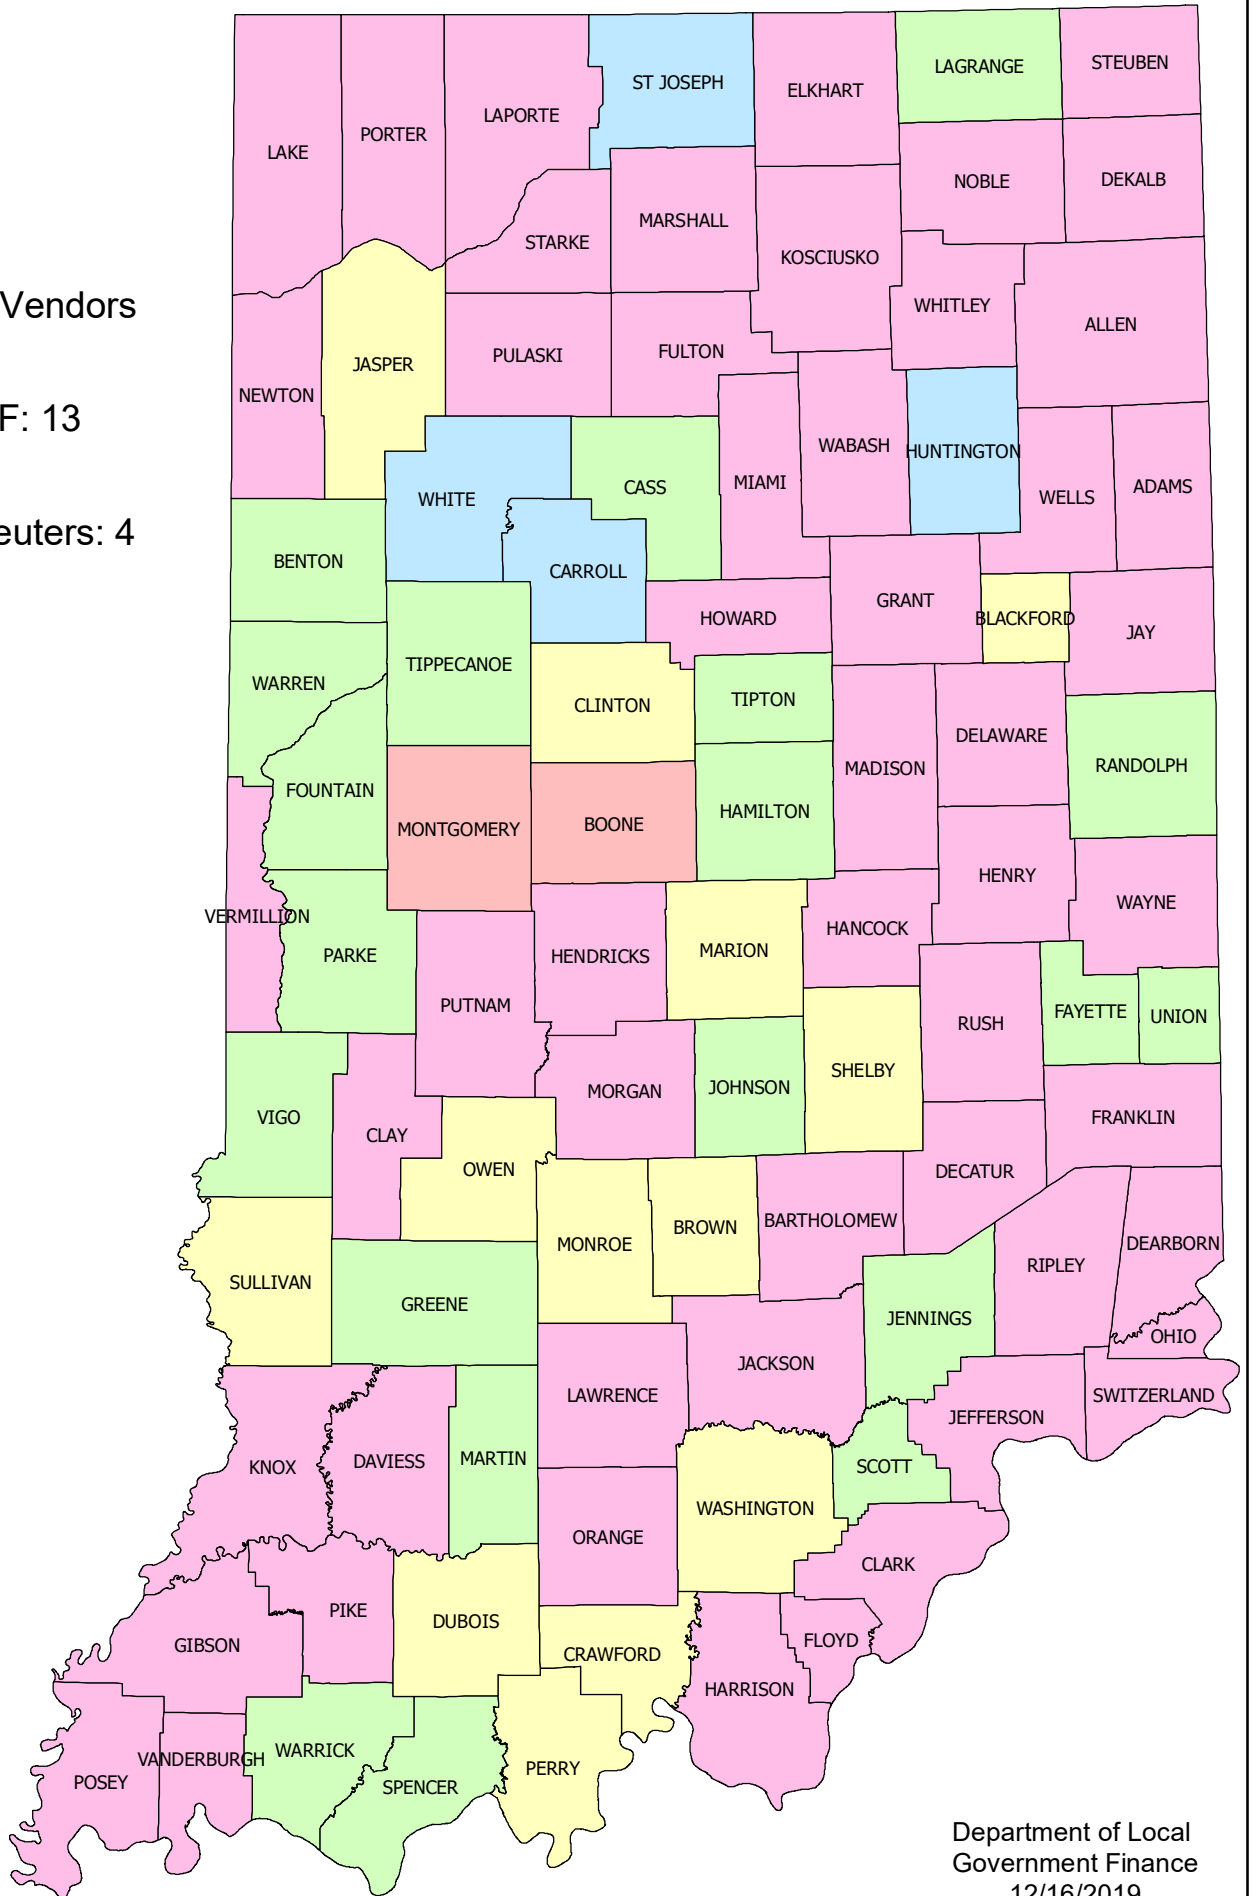 ST JOSEPH
LAGRANGE
STEUBEN
ELKHART
LAPORTE
PORTER
LAKE
NOBLE
DEKALB
MARSHALL
STARKE
KOSCIUSKO
WHITLEY
ALLEN
Vendors
JASPER
PULASKI
FULTON
NEWTON
F: 13
WABASH
HUNTINGTON
MIAMI
CASS
WHITE
WELLS
ADAMS
euters: 4
BENTON
CARROLL
HOWARD
GRANT
BLACKFORD
JAY
TIPPECANOE
WARREN
CLINTON
TIPTON
DELAWARE
MADISON
RANDOLPH
FOUNTAIN
MONTGOMERY
BOONE
HAMILTON
HENRY
WAYNE
VERMILLION
HANCOCK
PARKE
HENDRICKS
MARION
PUTNAM
RUSH
FAYETTE
UNION
SHELBY
MORGAN
JOHNSON
VIGO
CLAY
FRANKLIN
OWEN
DECATUR
MONROE
BROWN
BARTHOLOMEW
DEARBORN
RIPLEY
SULLIVAN
GREENE
JENNINGS
OHIO
JACKSON
LAWRENCE
SWITZERLAND
JEFFERSON
KNOX
DAVIESS
MARTIN
SCOTT
WASHINGTON
ORANGE
CLARK
PIKE
DUBOIS
GIBSON
CRAWFORD
FLOYD
HARRISON
WARRICK
VANDERBURGH
POSEY
SPENCER
PERRY
Department of Local
Government Finance
12/16/2019